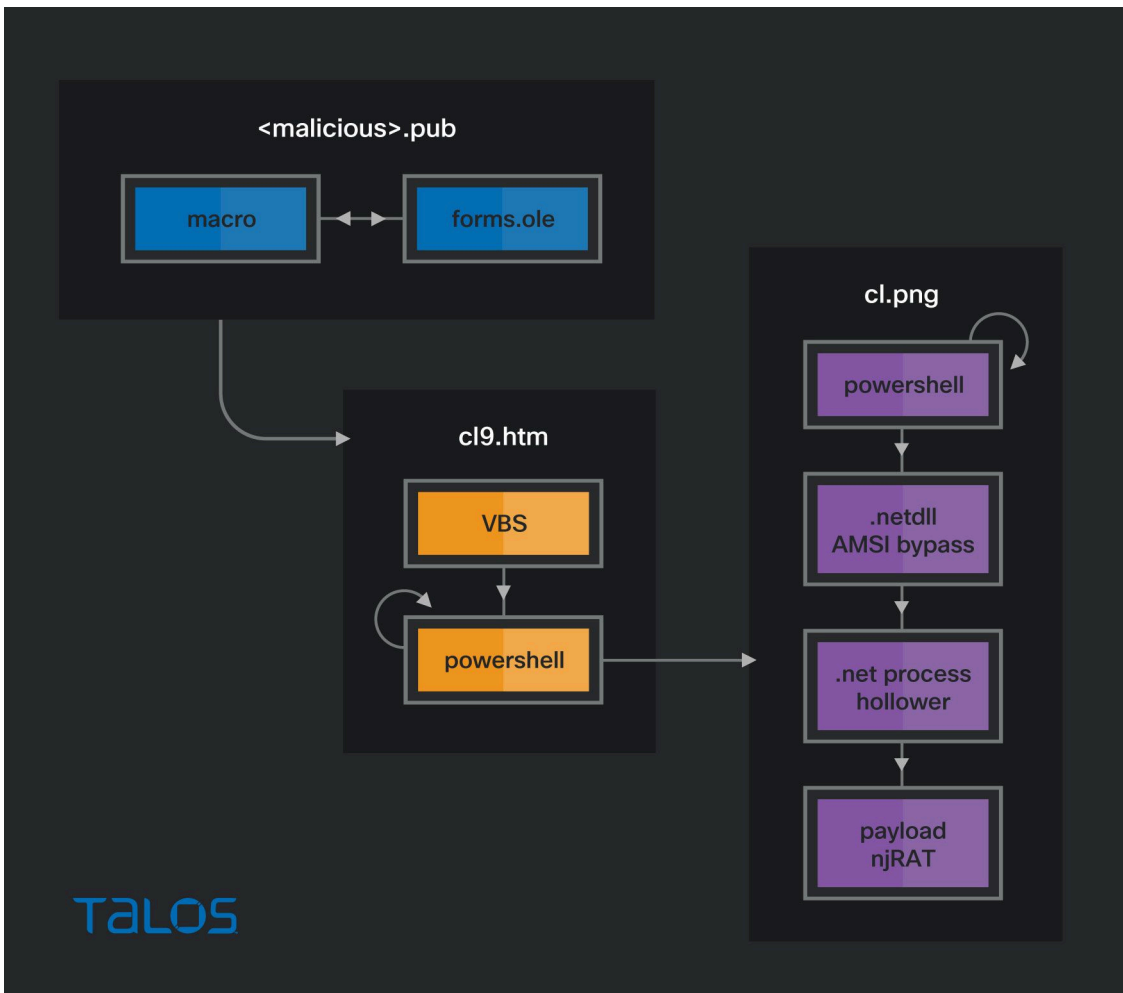 <malicious>.pub
macro
forms.ole
cl9.htm
VBS
powershell
cl.png
powershell
.netdll
AMSI bypass
.net process
hollower
payload
njRAT
TALOS